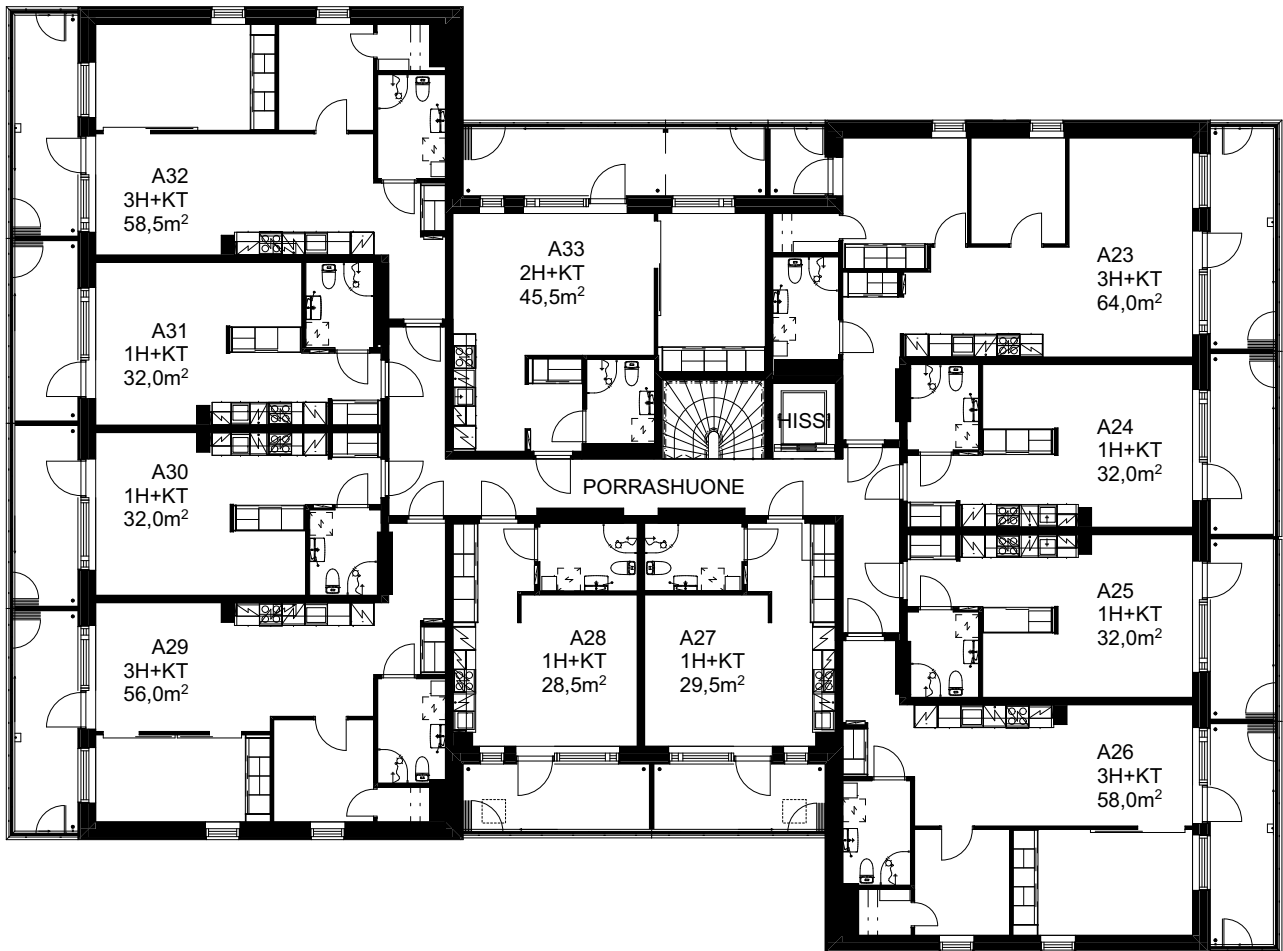 A32
3H+KT
58,5m²
A33
2H+KT
45,5m²
A23
3H+KT
64,0m²
A31
1H+KT
32,0m²
HISSI
A24
1H+KT
32,0m²
A30
1H+KT
32,0m²
PORRASHUONE
A29
3H+KT
56,0m²
A28
1H+KT
28,5m²
A27
1H+KT
29,5m²
A25
1H+KT
32,0m²
A26
3H+KT
58,0m²